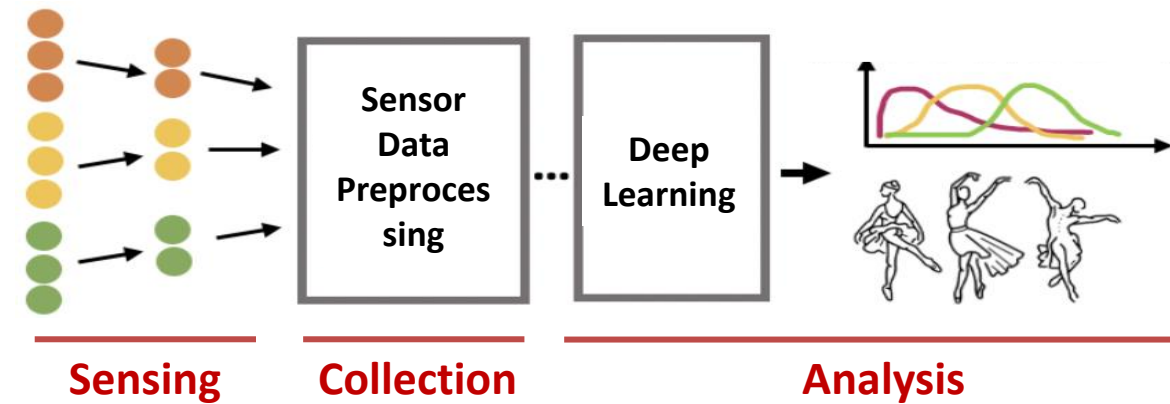 Sensor
Data
Preproces
sing
Deep
Learning
Sensing
Collection
Analysis